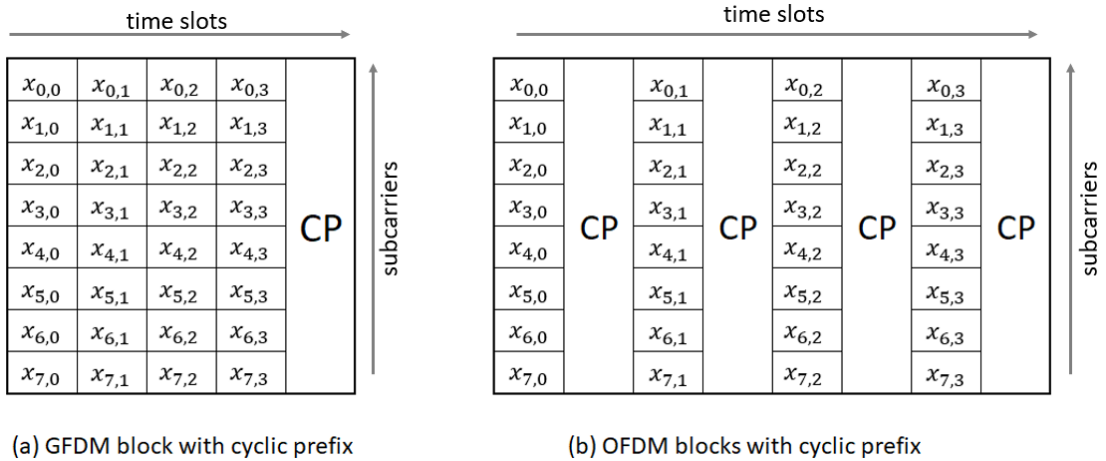 time slots
time slots
x0,0 x0,1 x0,2 x0,3
x1,0 x1,1 x1,2 x1,3
x2,0 x2,1 x2,2 x2,3
x3,0 x3,1 x3,2 x3,3
x4,0 x4,1 x4,2 x4,3
x5,0 x5,1 x5,2 x5,3
x6,0 x6,1 x6,2 x6,3
x7,0 x7,1 x7,2 x7,3
CP
subcarriers
x0,0 x0,1 x0,2 x0,3
x1,0 x1,1 x1,2 x1,3
x2,0 x2,1 x2,2 x2,3
x3,0 x3,1 x3,2 x3,3
CP CP CP CP
x4,0 x4,1 x4,2 x4,3
x5,0 x5,1 x5,2 x5,3
x6,0 x6,1 x6,2 x6,3
x7,0 x7,1 x7,2 x7,3
subcarriers
(a) GFDM block with cyclic prefix
(b) OFDM blocks with cyclic prefix